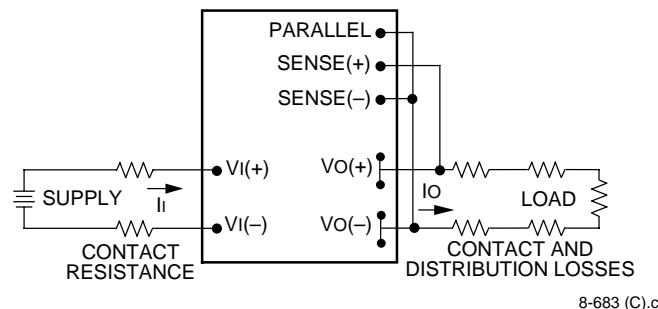 PARALLEL
SENSE(+)
SENSE(–)
VI(+)
VO(+)
SUPPLY
II
IO
LOAD
VI(–)
VO(–)
CONTACT
RESISTANCE
CONTACT AND
DISTRIBUTION LOSSES
8-683 (C).c